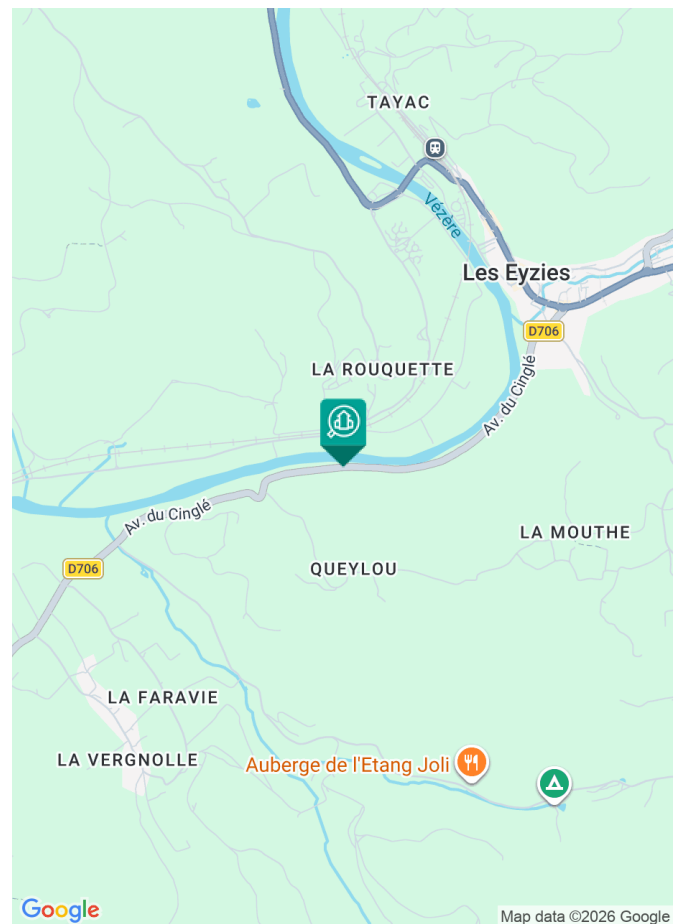 TAYAC
Vézère
Les Eyzies
D706
LA ROUQUETTE
Av. du Cinglé
Av. du Cinglé
LA MOUTHE
D706
QUEYLOU
LA FARAVIE
LA VERGNOLLE
Auberge de l'Etang Joli
Google
Map data ©2026 Google